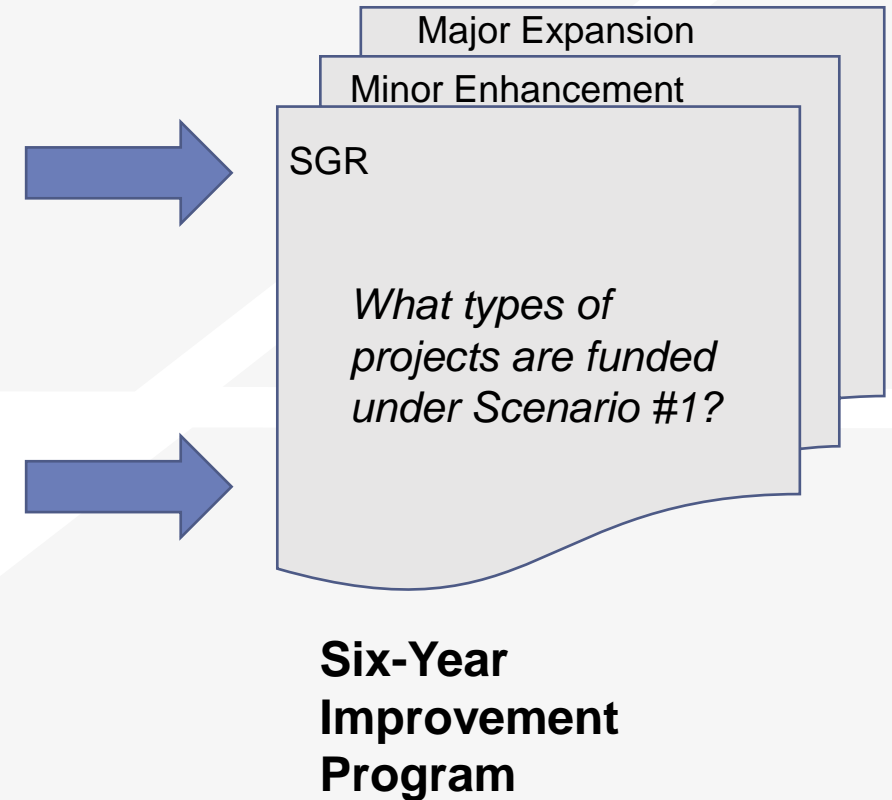 Major Expansion
Minor Enhancement
SGR
What types of
projects are funded
under Scenario #1?
Six-Year
Improvement
Program